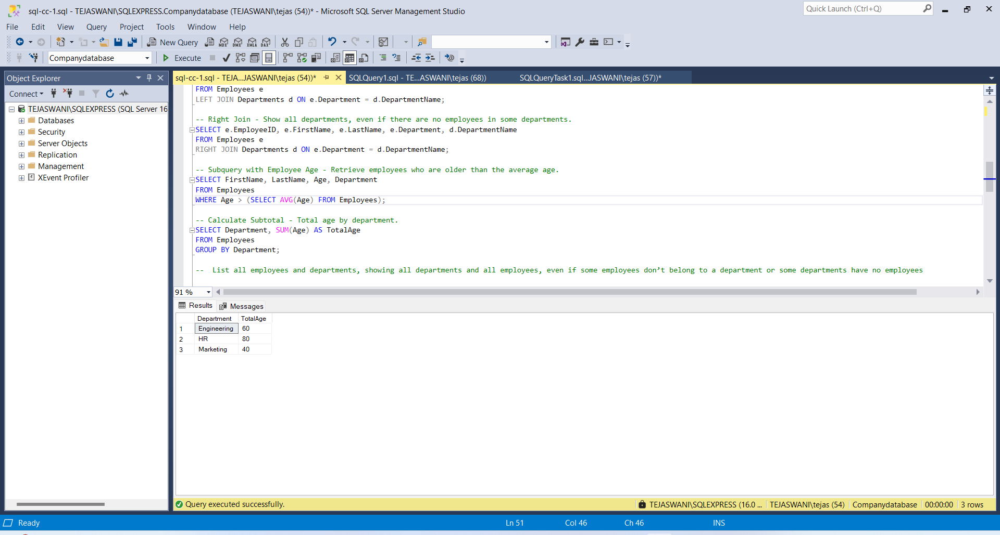 sql-cc-1.sql - TEJASWANI\SQLEXPRESS.Companydatabase (TEJASWANI\tejas (54))* - Microsoft SQL Server Management Studio
Quick Launch (Ctrl+Q)
File Edit View Query Project Tools Window Help
New Query MDX DMX XMLA DAX
Companydatabase Execute
Object Explorer
Connect
TEJASWANI\SQLEXPRESS (SQL Server 16
Databases
Security
Server Objects
Replication
Management
XEvent Profiler
sql-cc-1.sql - TEJA...JASWANI\tejas (54))* SQLQuery1.sql - TE...ASWANI\tejas (68)) SQLQueryTask1.sql...JASWANI\tejas (57))*
FROM Employees e
LEFT JOIN Departments d ON e.Department = d.DepartmentName;
-- Right Join - Show all departments, even if there are no employees in some departments.
SELECT e.EmployeeID, e.FirstName, e.LastName, e.Department, d.DepartmentName
FROM Employees e
RIGHT JOIN Departments d ON e.Department = d.DepartmentName;
-- Subquery with Employee Age - Retrieve employees who are older than the average age.
SELECT FirstName, LastName, Age, Department
FROM Employees
WHERE Age > (SELECT AVG(Age) FROM Employees);
-- Calculate Subtotal - Total age by department.
SELECT Department, SUM(Age) AS TotalAge
FROM Employees
GROUP BY Department;
--  List all employees and departments, showing all departments and all employees, even if some employees don’t belong to a department or some departments have no employees
91 %
Results Messages
Department TotalAge
1 Engineering 60
2 HR 80
3 Marketing 40
Query executed successfully. TEJASWANI\SQLEXPRESS (16.0 ... TEJASWANI\tejas (54) Companydatabase 00:00:00 3 rows
Ready Ln 51 Col 46 Ch 46 INS